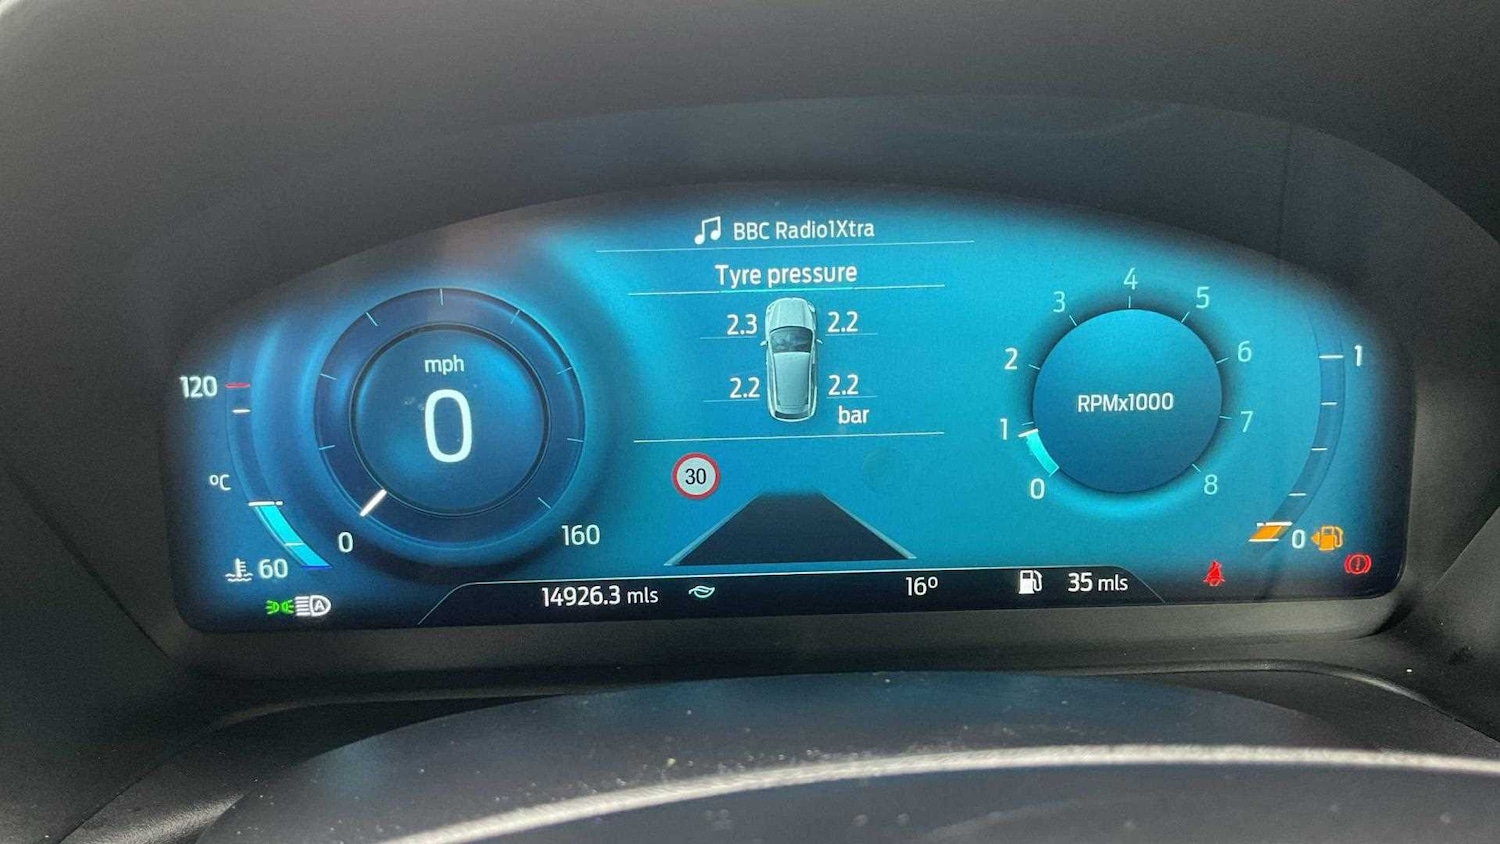 BBC Radio1Xtra
Tyre pressure
2.3 2.2
2.2 2.2
bar
120
°C
60
mph
0
0
160
30
RPMx1000
0
1
2
3
4
5
6
7
8
1
0
A
14926.3 mls
16°
35 mls